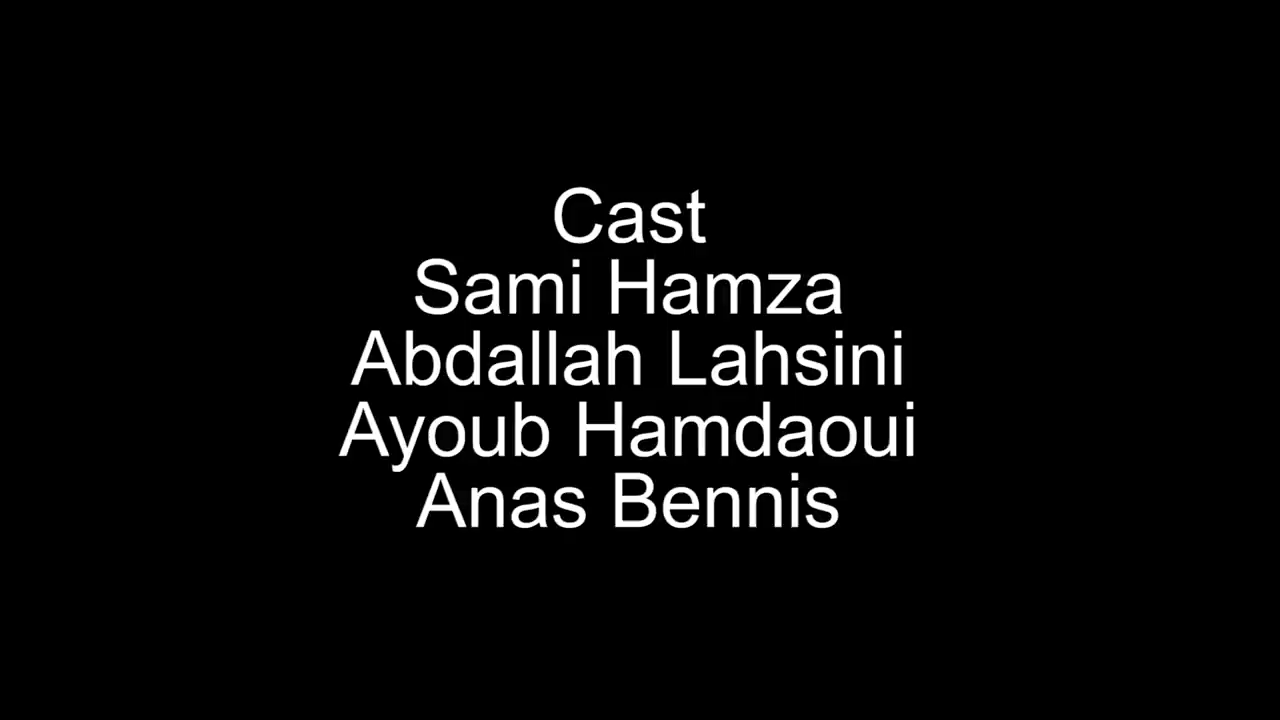 Cast
Sami Hamza
Abdallah Lahsini
Ayoub Hamdaoui
Anas Bennis